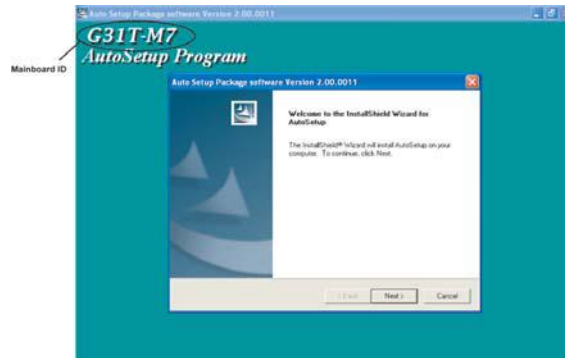 Auto Setup Package software Version 2.00.0011
G31T-M7
AutoSetup Program
Mainboard ID
Auto Setup Package software Version 2.00.0011
Welcome to the InstallShield Wizard for
AutoSetup
The InstallShield® Wizard will install AutoSetup on your
computer. To continue, click Next.
< Back
Next >
Cancel